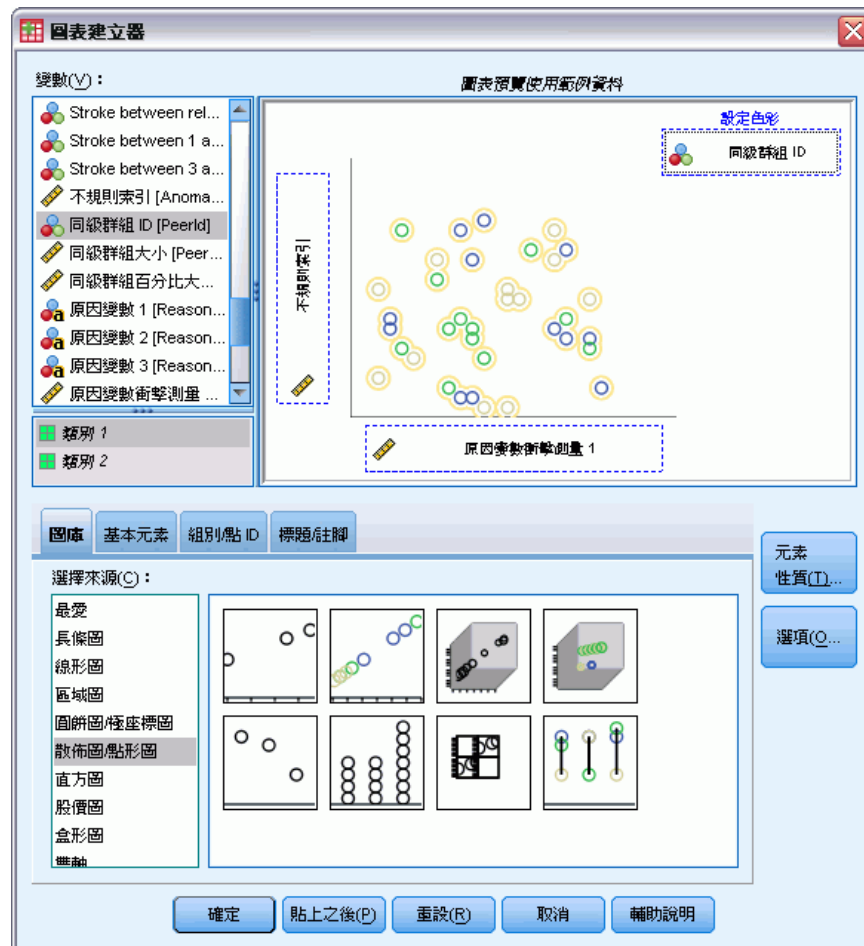 圖表建立器
變數(V)：
Stroke between rel...
Stroke between 1 a...
Stroke between 3 a...
不規則索引 [Anoma...
同級群組 ID [PeerId]
同級群組大小 [Peer...
同級群組百分比大...
原因變數 1 [Reason...
原因變數 2 [Reason...
原因變數 3 [Reason...
原因變數衝擊測量 ...
類別 1
類別 2
圖表預覽使用範例資料
設定色彩
同級群組 ID
不規則索引
原因變數衝擊測量 1
圖庫
基本元素
組別/點 ID
標題/註腳
選擇來源(C)：
最愛
長條圖
線形圖
區域圖
圓餅圖/極座標圖
散佈圖/點形圖
直方圖
股價圖
盒形圖
雙軸
元素
性質(T)...
選項(O...
確定
貼上之後(P)
重設(R)
取消
輔助說明